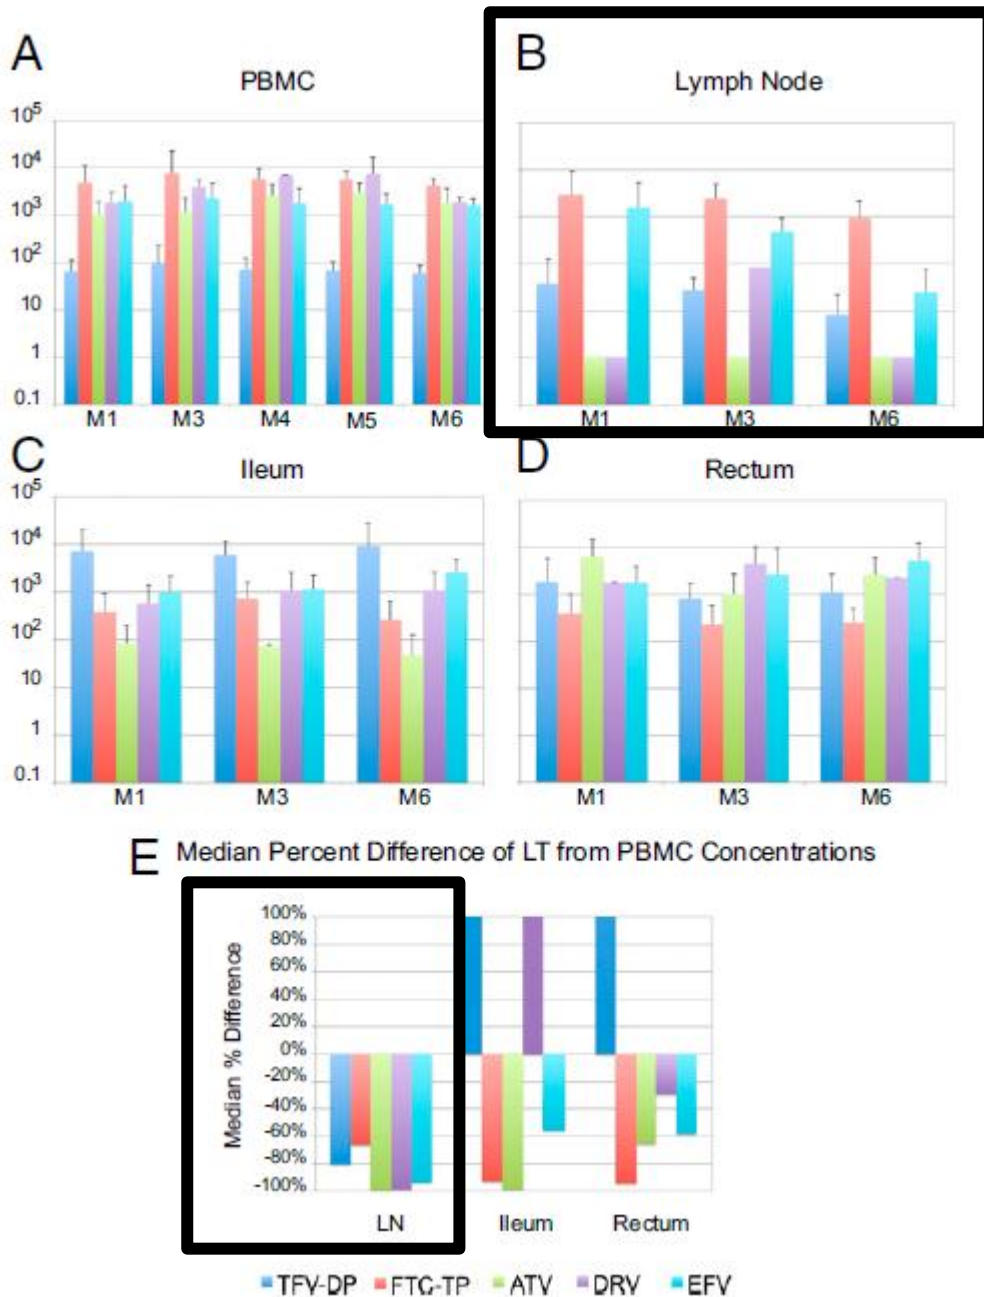 A
PBMC
10⁵
10⁴
10³
10²
10
1
0.1
M1 M3 M4 M5 M6
B
Lymph Node
M1 M3 M6
C
Ileum
10⁵
10⁴
10³
10²
10
1
0.1
M1 M3 M6
D
Rectum
M1 M3 M6
E Median Percent Difference of LT from PBMC Concentrations
Median % Difference
100%
80%
60%
40%
20%
0%
-20%
-40%
-60%
-80%
-100%
LN Ileum Rectum
TFV-DP FTC-TP ATV DRV EFV